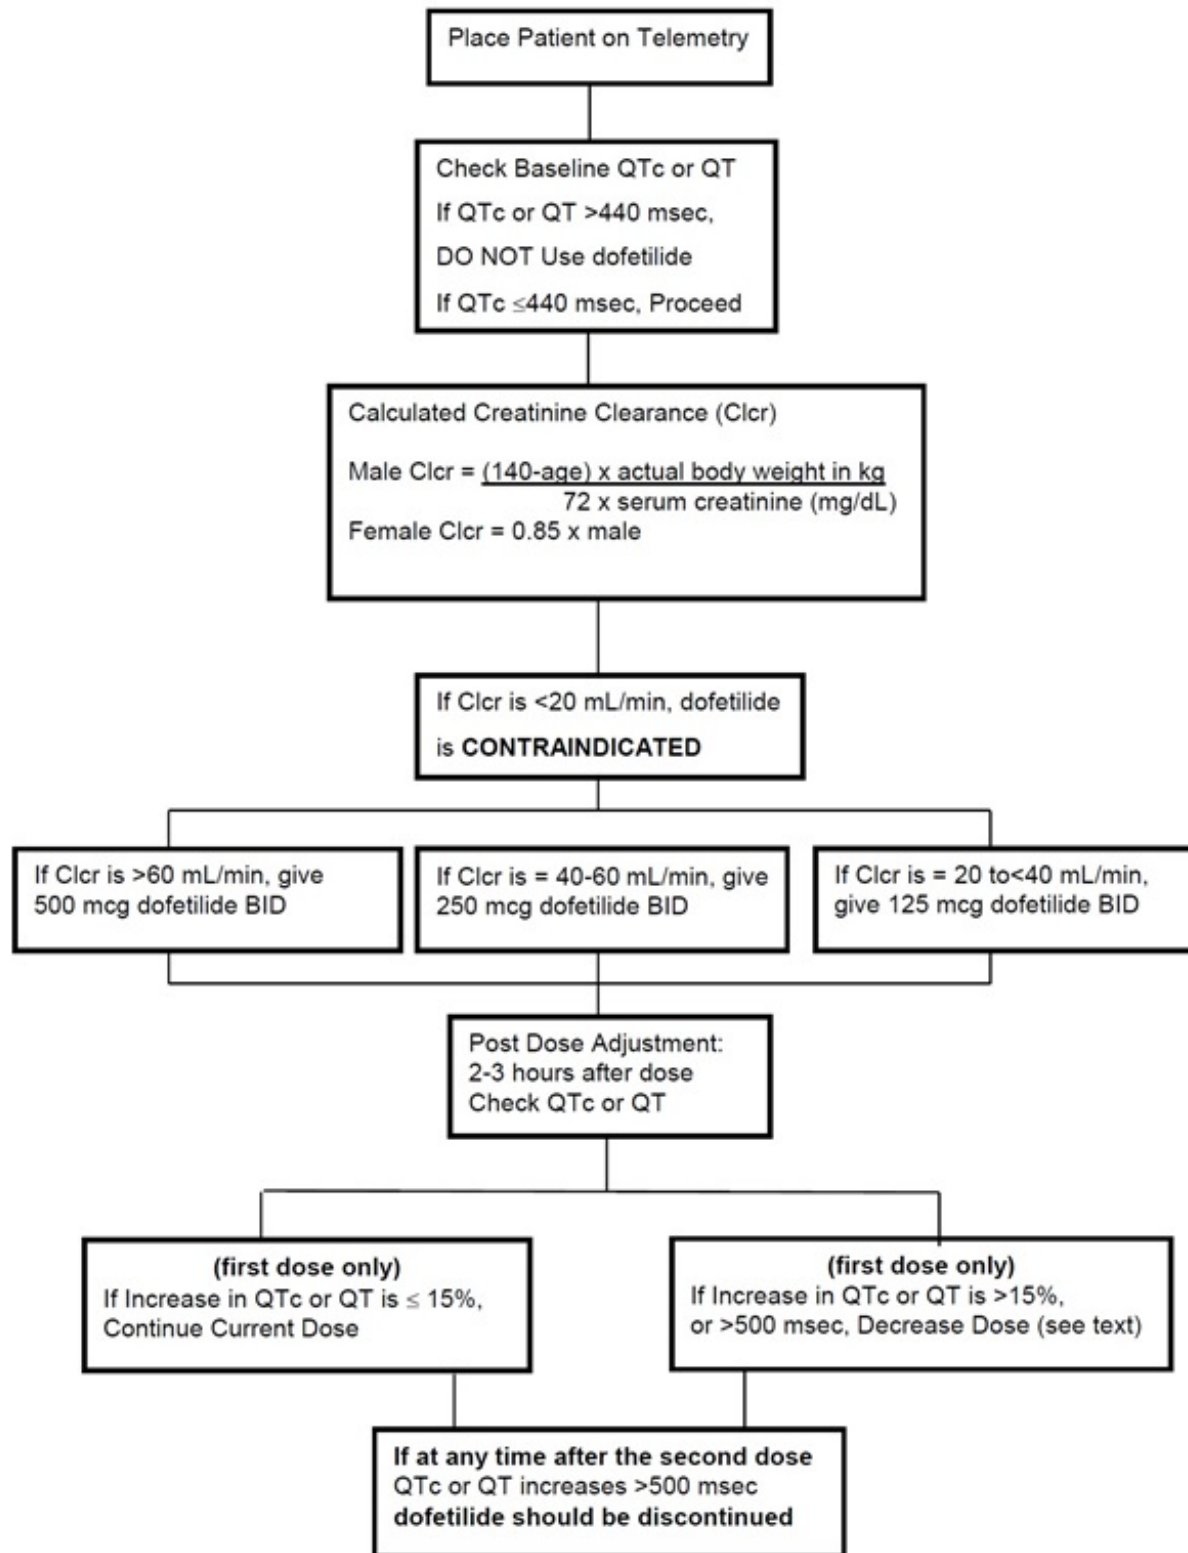 Place Patient on Telemetry
Check Baseline QTc or QT
If QTc or QT >440 msec,
DO NOT Use dofetilide
If QTc ≤440 msec, Proceed
Calculated Creatinine Clearance (Clcr)
Male Clcr = (140-age) x actual body weight in kg
72 x serum creatinine (mg/dL)
Female Clcr = 0.85 x male
If Clcr is <20 mL/min, dofetilide
is CONTRAINDICATED
If Clcr is >60 mL/min, give
500 mcg dofetilide BID
If Clcr is = 40-60 mL/min, give
250 mcg dofetilide BID
If Clcr is = 20 to<40 mL/min,
give 125 mcg dofetilide BID
Post Dose Adjustment:
2-3 hours after dose
Check QTc or QT
(first dose only)
If Increase in QTc or QT is ≤ 15%,
Continue Current Dose
(first dose only)
If Increase in QTc or QT is >15%,
or >500 msec, Decrease Dose (see text)
If at any time after the second dose
QTc or QT increases >500 msec
dofetilide should be discontinued